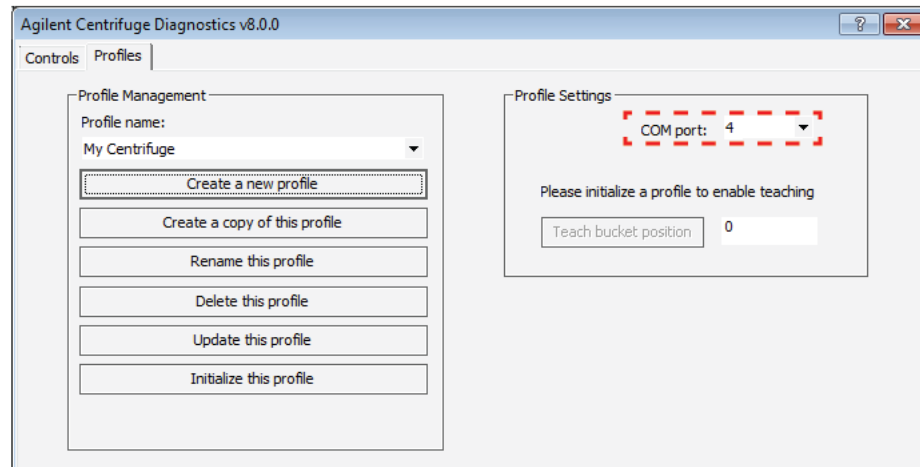 Agilent Centrifuge Diagnostics v8.0.0
Controls Profiles
Profile Management
Profile name:
My Centrifuge
Create a new profile
Create a copy of this profile
Rename this profile
Delete this profile
Update this profile
Initialize this profile
Profile Settings
COM port: 4
Please initialize a profile to enable teaching
Teach bucket position 0